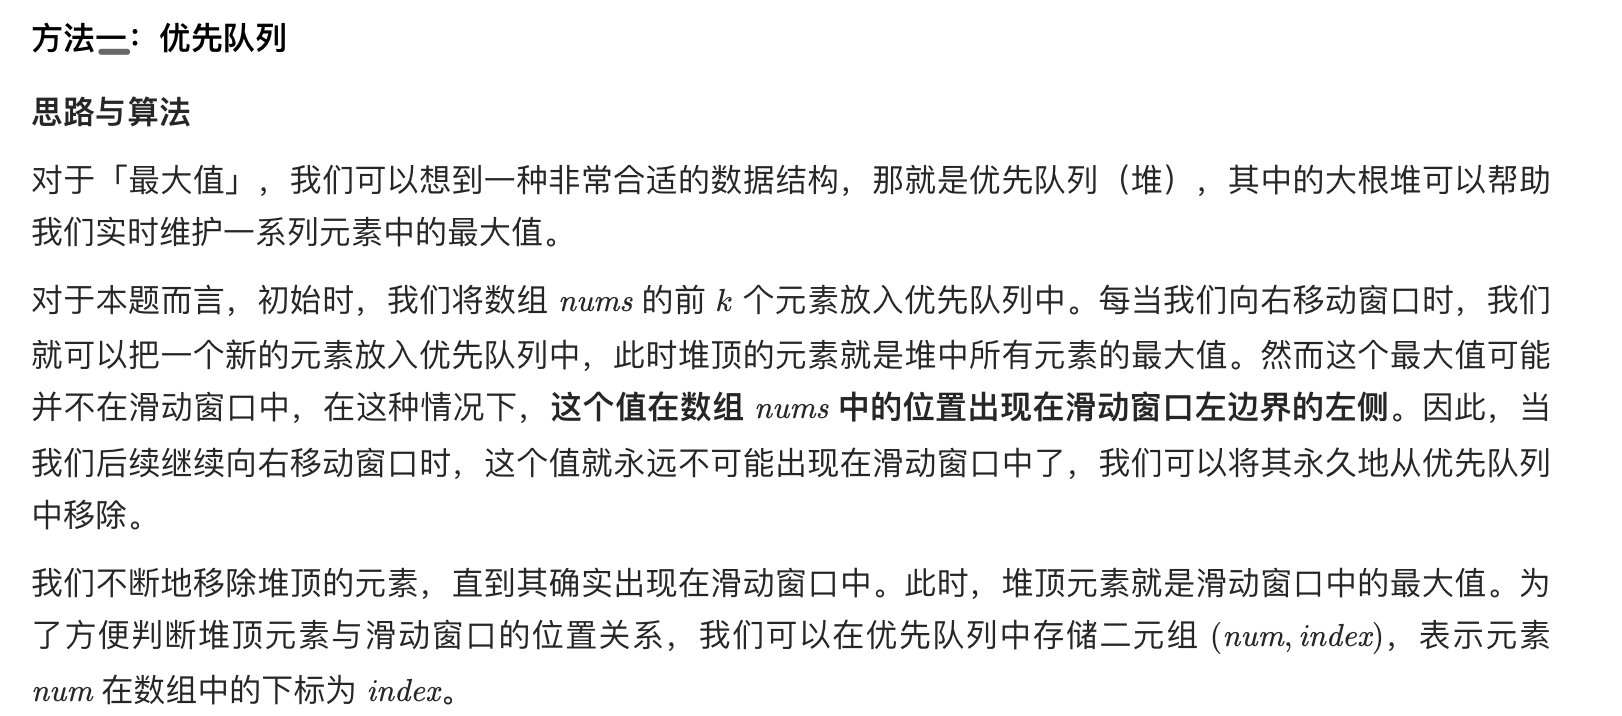 方法一：优先队列
思路与算法
对于「最大值」，我们可以想到一种非常合适的数据结构，那就是优先队列（堆），其中的大根堆可以帮助
我们实时维护一系列元素中的最大值。
对于本题而言，初始时，我们将数组 nums 的前 k 个元素放入优先队列中。每当我们向右移动窗口时，我们
就可以把一个新的元素放入优先队列中，此时堆顶的元素就是堆中所有元素的最大值。然而这个最大值可能
并不在滑动窗口中，在这种情况下，这个值在数组 nums 中的位置出现在滑动窗口左边界的左侧。因此，当
我们后续继续向右移动窗口时，这个值就永远不可能出现在滑动窗口中了，我们可以将其永久地从优先队列
中移除。
我们不断地移除堆顶的元素，直到其确实出现在滑动窗口中。此时，堆顶元素就是滑动窗口中的最大值。为
了方便判断堆顶元素与滑动窗口的位置关系，我们可以在优先队列中存储二元组 (num, index)，表示元素
num 在数组中的下标为 index。